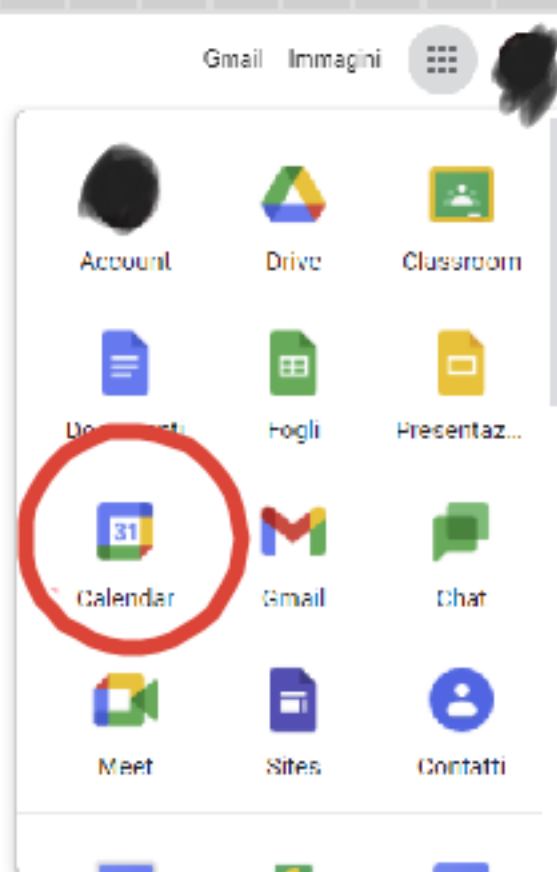 Gmail Immagini
Account Drive Classroom
Fogli Presentaz...
31
Calendar Gmail Chat
Meet Sites Contatti